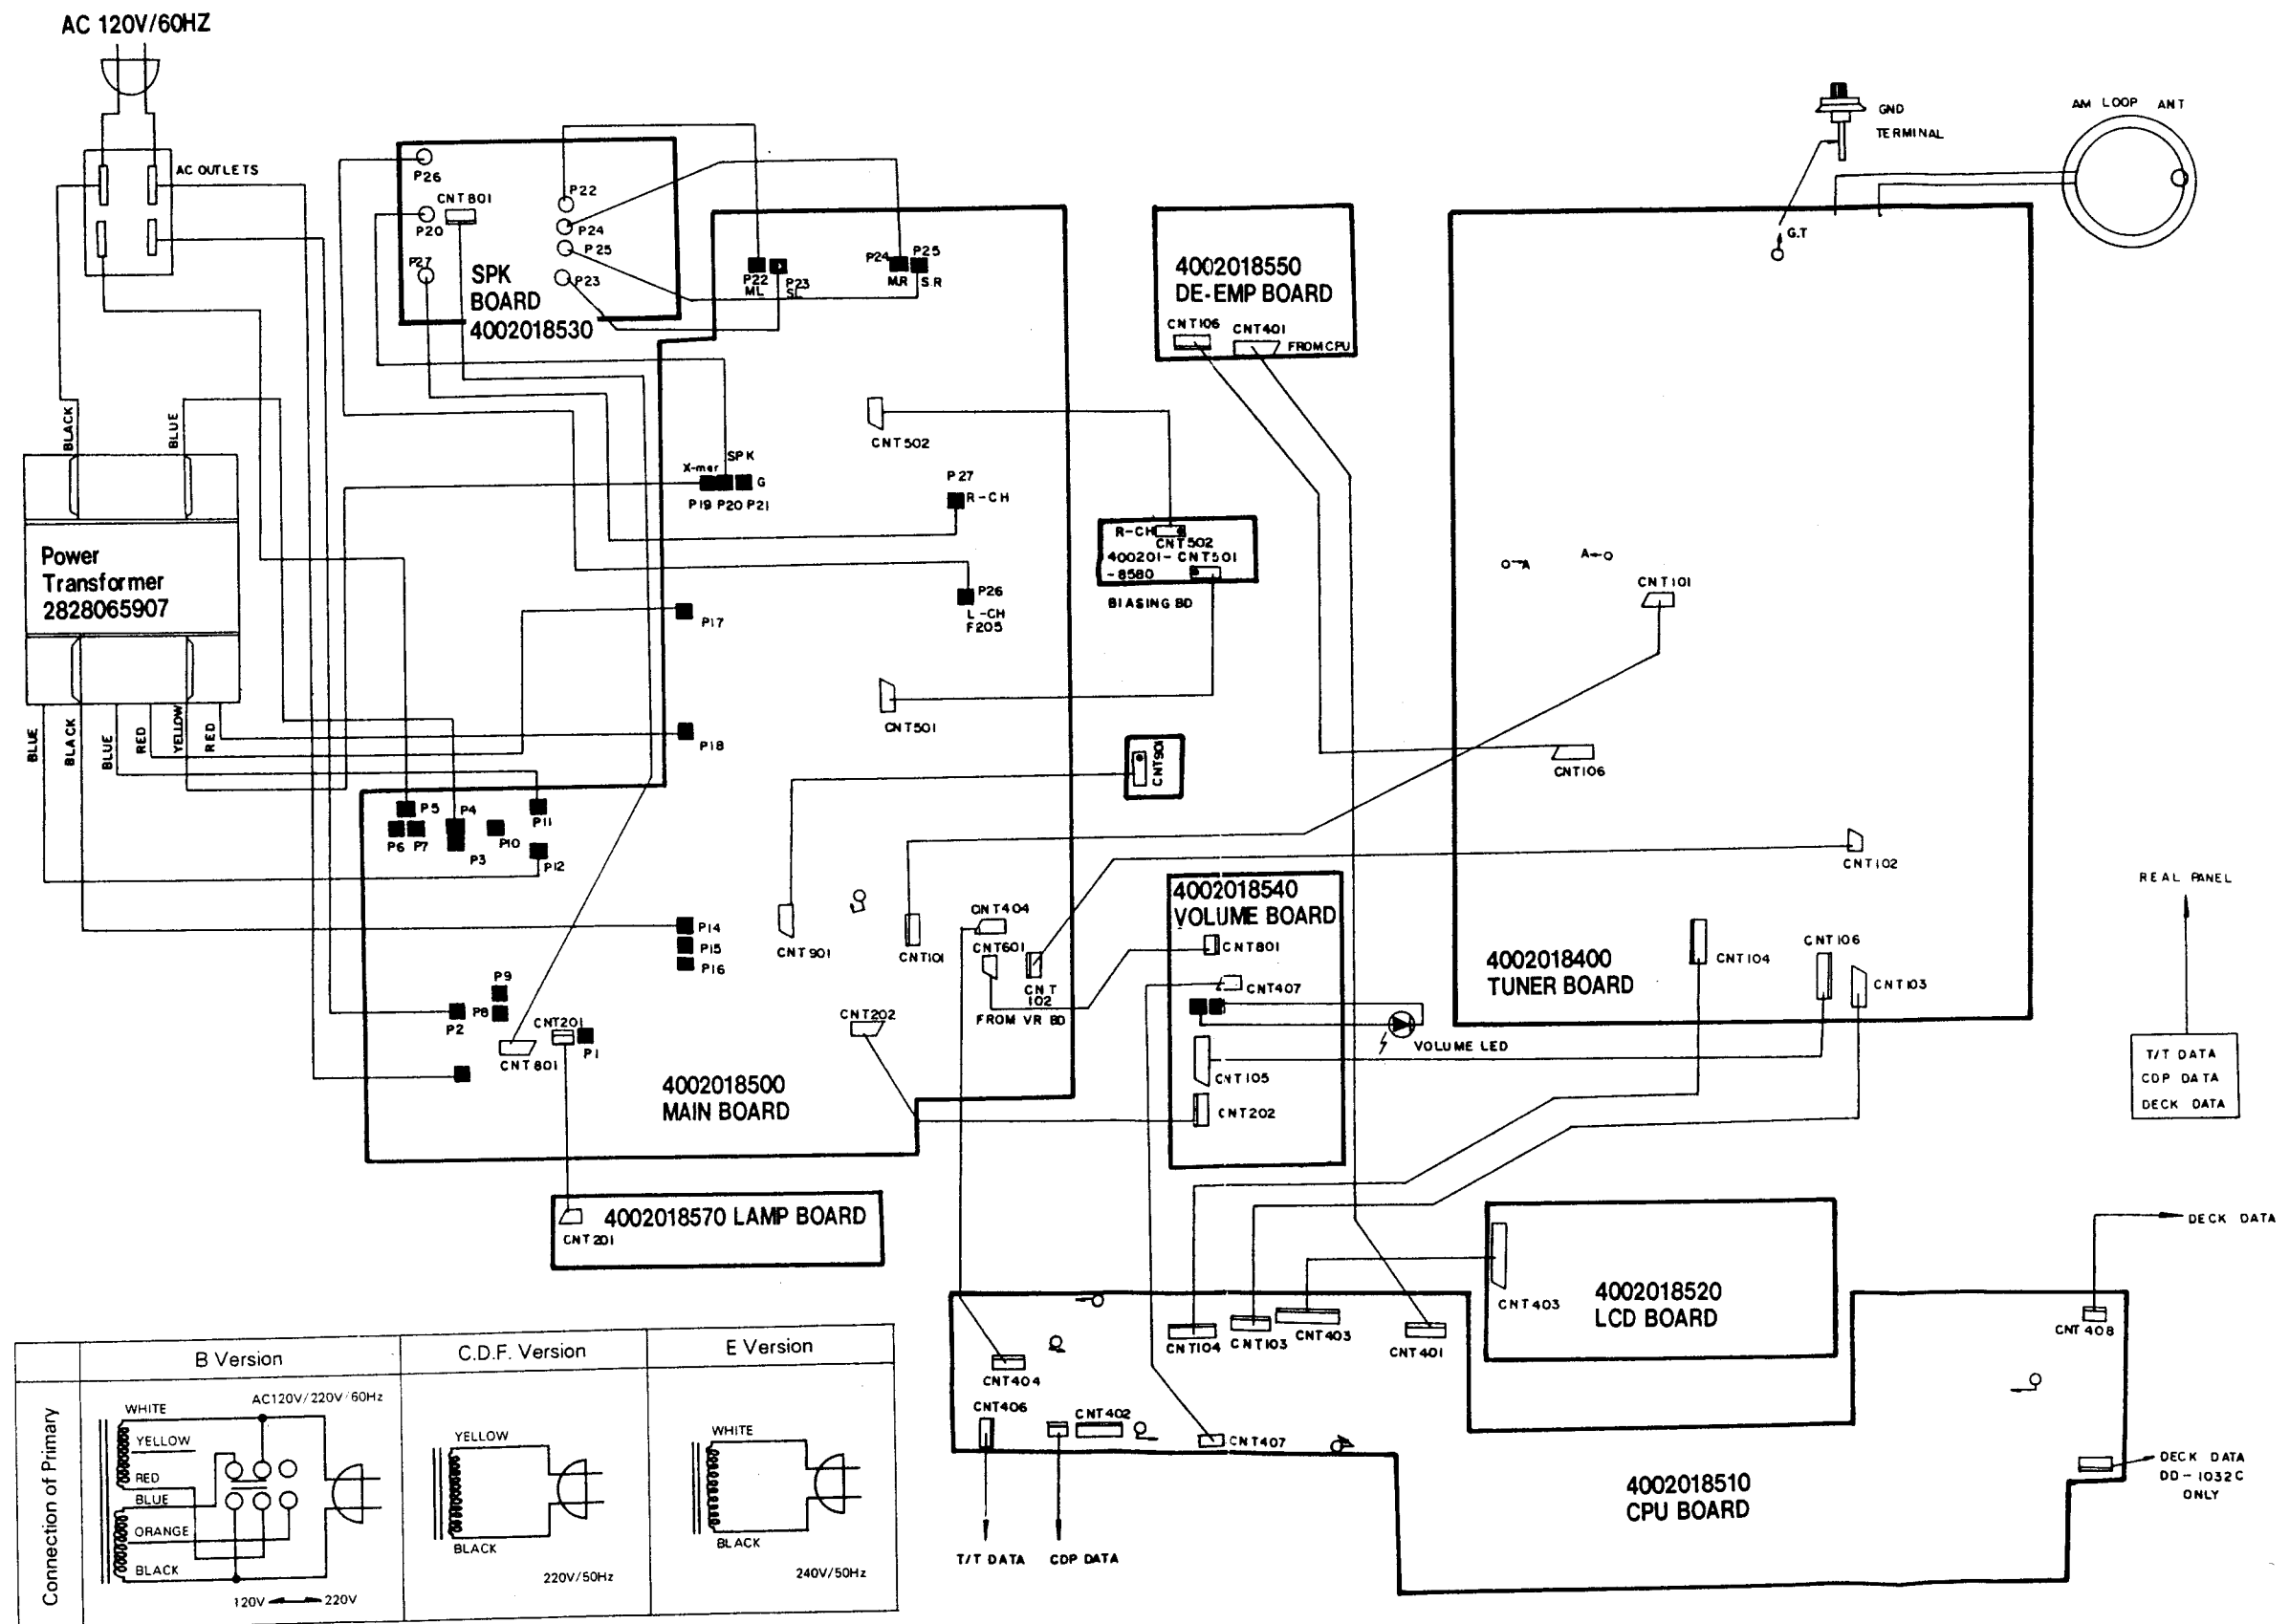 AC 120V/60HZ
AC OUTLETS
P26
CNT801
P20
P27
P22
P24
P25
P23
SPK
BOARD
4002018530
P22
ML
P23
SL
P24
M.R
P25
S.R
4002018550
DE-EMP BOARD
CNT106
CNT401
FROM CPU
GND
TERMINAL
AM LOOP ANT
G.T
BLACK
BLUE
Power
Transformer
2828065907
BLUE
BLACK
BLUE
RED
YELLOW
RED
CNT502
X-mer
SPK
G
P19 P20 P21
P27
R-CH
P26
L-CH
F205
P17
P18
CNT501
R-CH
CNT502
400201- CNT501
-8580
BIASING BD
CNT901
A
A
CNT101
CNT106
CNT102
P5
P4
P11
P6
P7
P3
P10
P12
P14
P15
P16
CNT901
CNT101
CNT404
CNT601
CNT
102
FROM VR BD
P9
P8
P2
CNT201
P1
CNT801
CNT202
4002018500
MAIN BOARD
4002018540
VOLUME BOARD
CNT801
CNT407
VOLUME LED
CNT105
CNT202
4002018400
TUNER BOARD
CNT104
CNT106
CNT103
REAL PANEL
T/T DATA
CDP DATA
DECK DATA
4002018570 LAMP BOARD
CNT201
DECK DATA
CNT403
4002018520
LCD BOARD
CNT408
CNT104
CNT103
CNT403
CNT401
CNT404
CNT406
CNT402
CNT407
DECK DATA
DD-1032C
ONLY
4002018510
CPU BOARD
T/T DATA
CDP DATA
B Version
C.D.F. Version
E Version
Connection of Primary
AC120V/220V/60Hz
WHITE
YELLOW
RED
BLUE
ORANGE
BLACK
120V
220V
YELLOW
BLACK
220V/50Hz
WHITE
BLACK
240V/50Hz